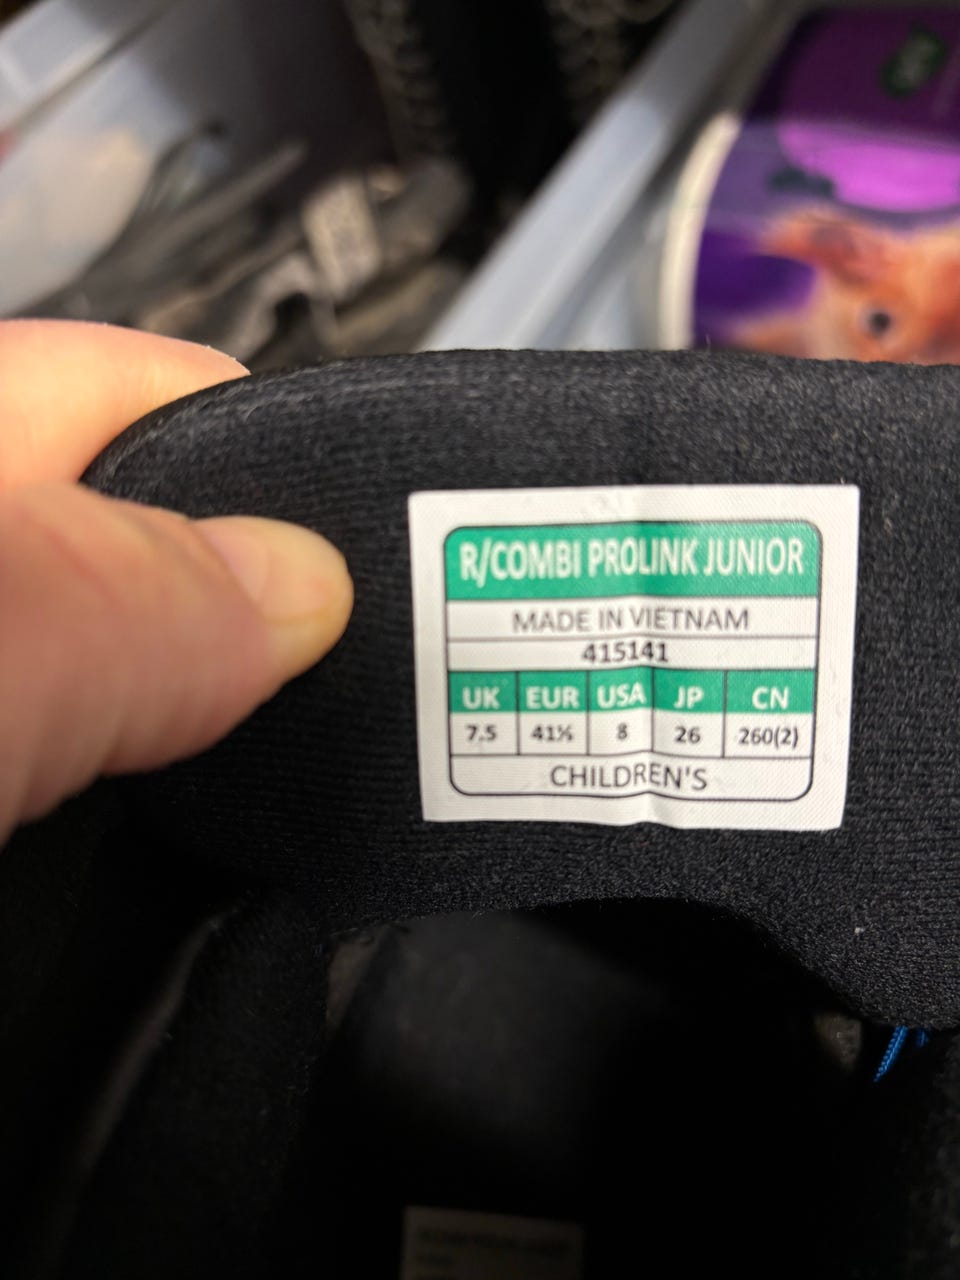 R/COMBI PROLINK JUNIOR
MADE IN VIETNAM
415141
UK EUR USA JP CN
7.5 41½ 8 26 260(2)
CHILDREN'S